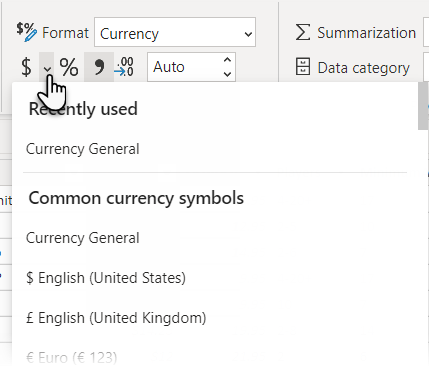 $% Format Currency
Summarization
$ % , .00→.0 Auto
Data category
Recently used
Currency General
Common currency symbols
Currency General
$ English (United States)
£ English (United Kingdom)
€ Euro (€ 123)